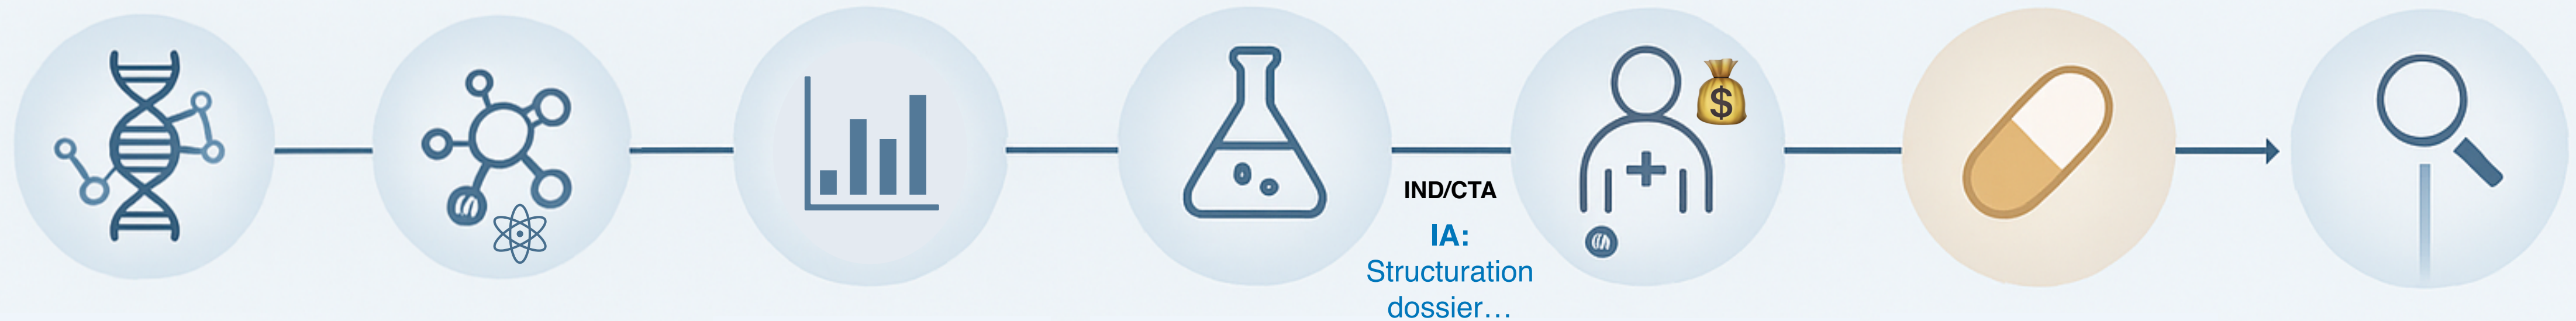 $
IND/CTA
IA:
Structuration
dossier…